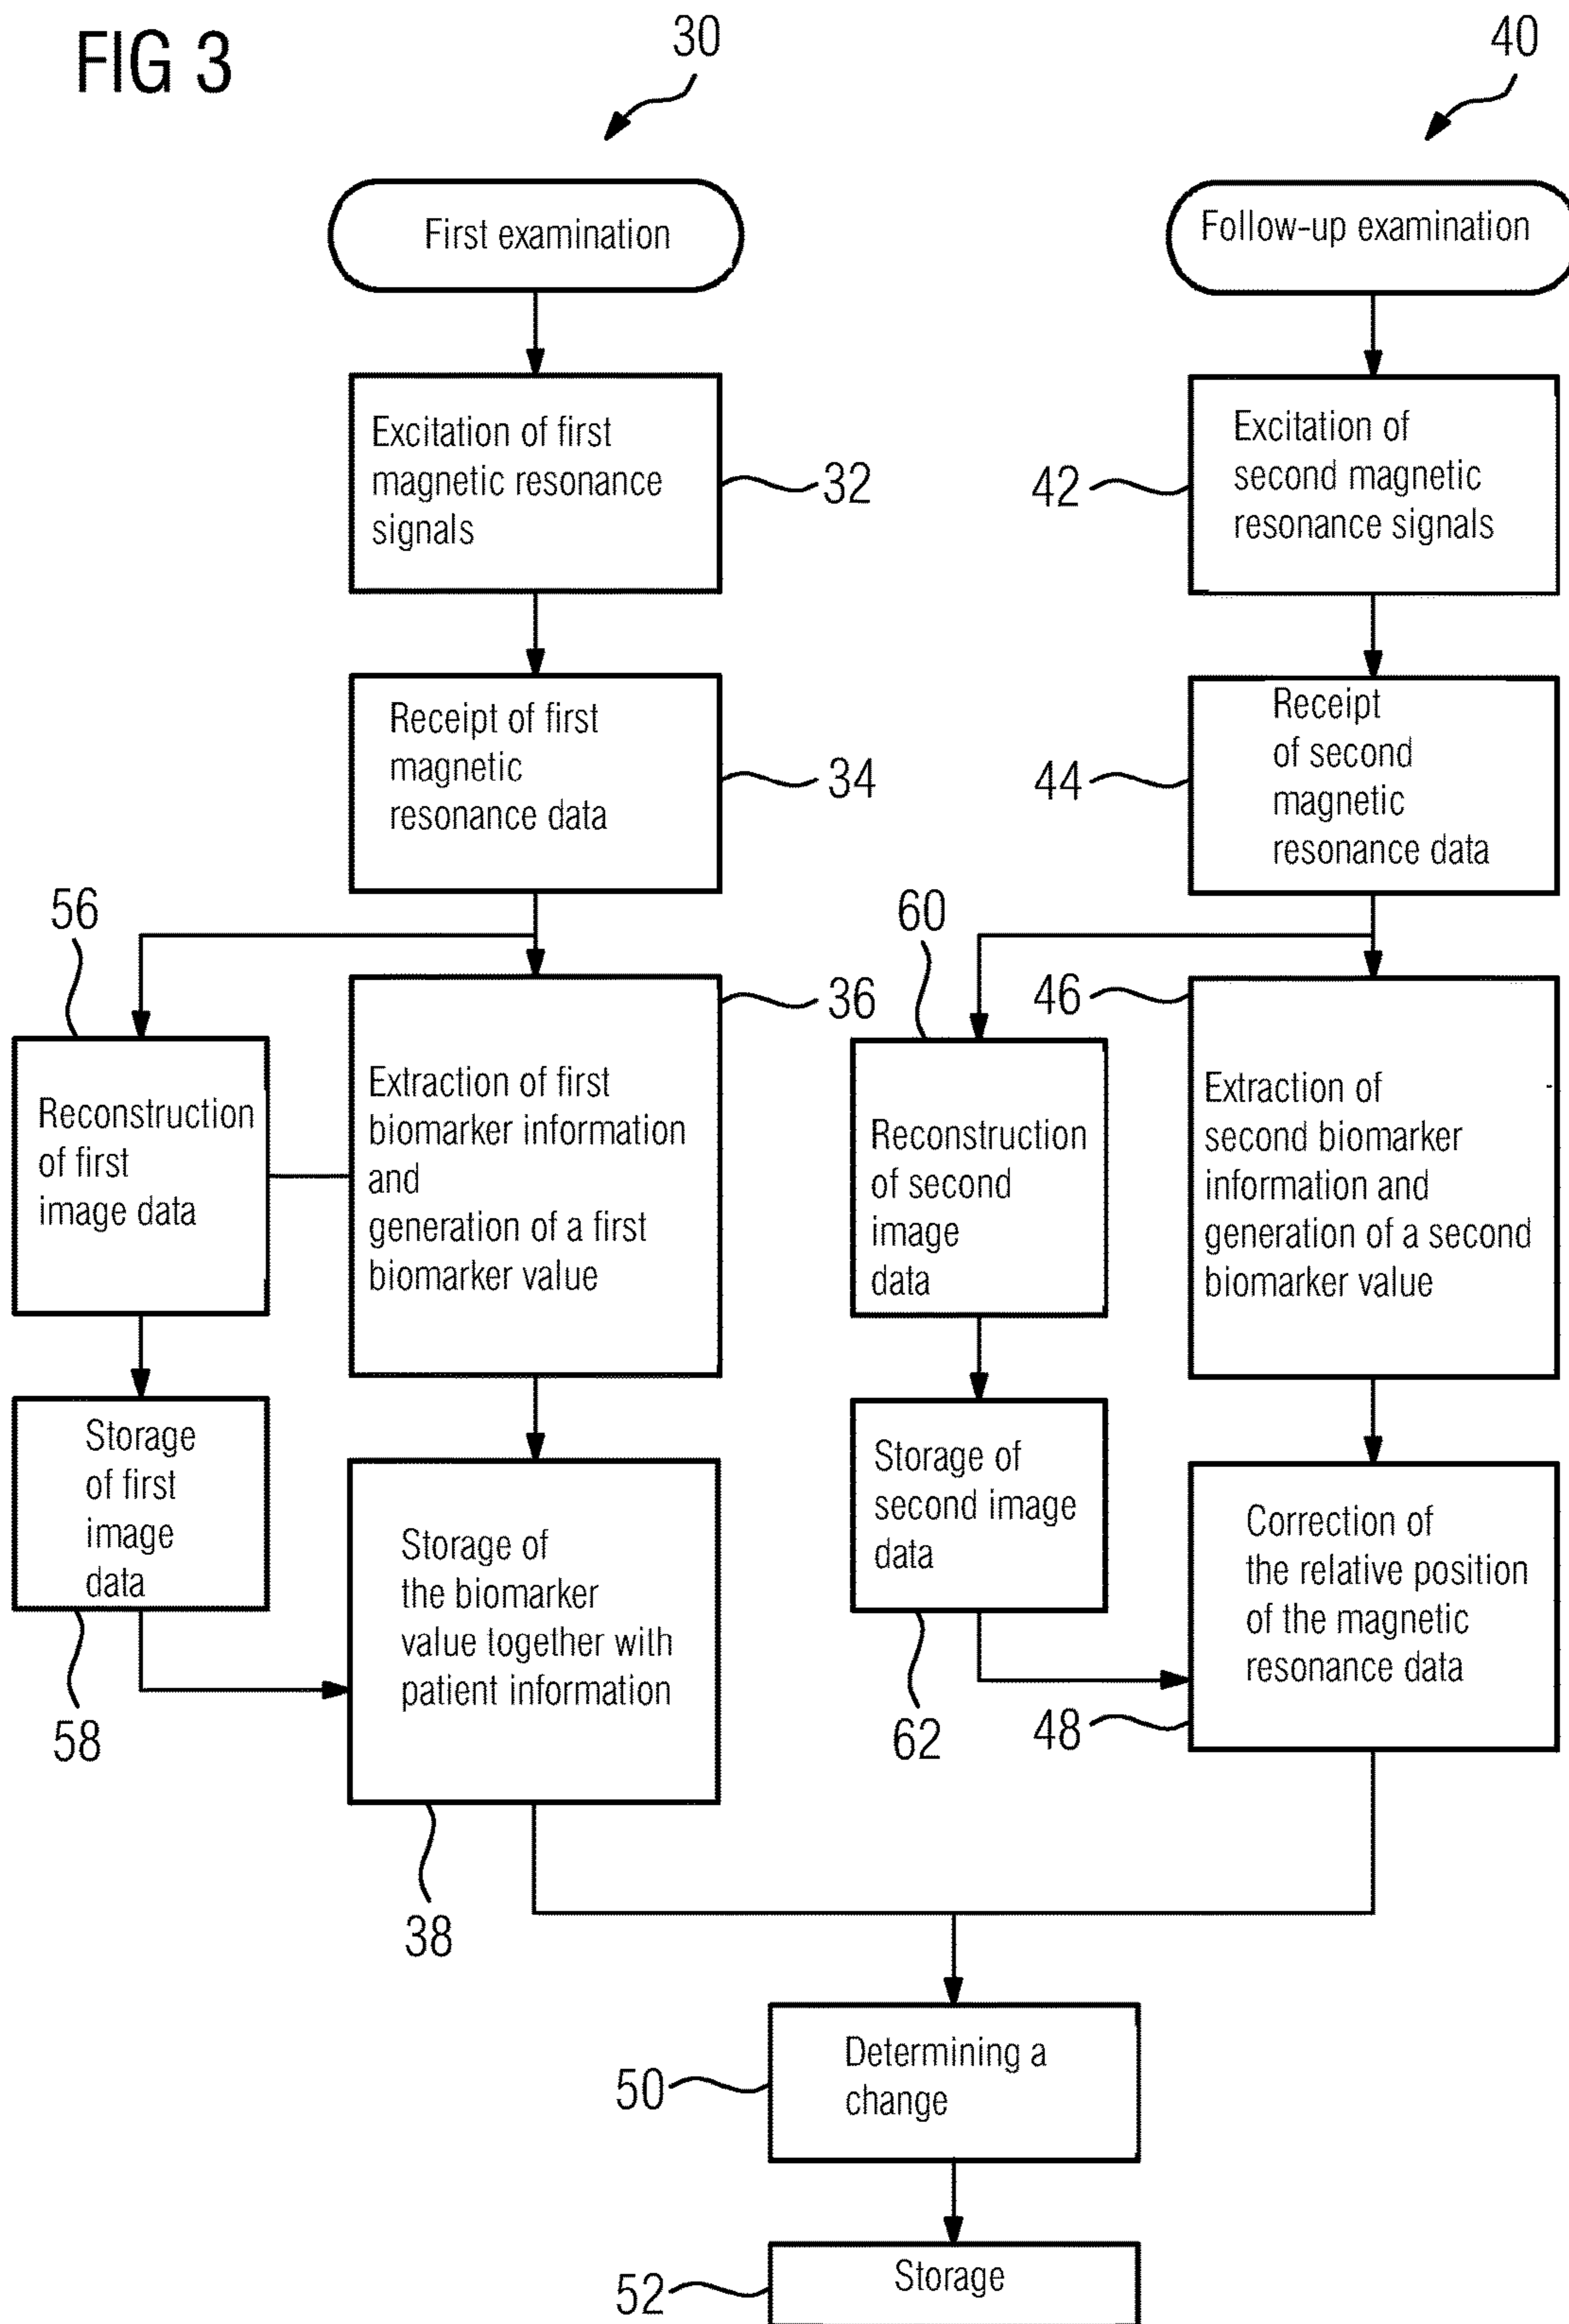 FIG 3
30
40
First examination
Follow-up examination
Excitation of first
magnetic resonance
signals
32
42
Excitation of
second magnetic
resonance signals
Receipt of first
magnetic
resonance data
34
44
Receipt
of second
magnetic
resonance data
56
Reconstruction
of first
image data
36
Extraction of first
biomarker information
and
generation of a first
biomarker value
60
Reconstruction
of second
image
data
46
Extraction of
second biomarker
information and
generation of a second
biomarker value
Storage
of first
image
data
58
Storage of
the biomarker
value together with
patient information
38
Storage of
second image
data
62
Correction of
the relative position
of the magnetic
resonance data
48
50
Determining a
change
52
Storage